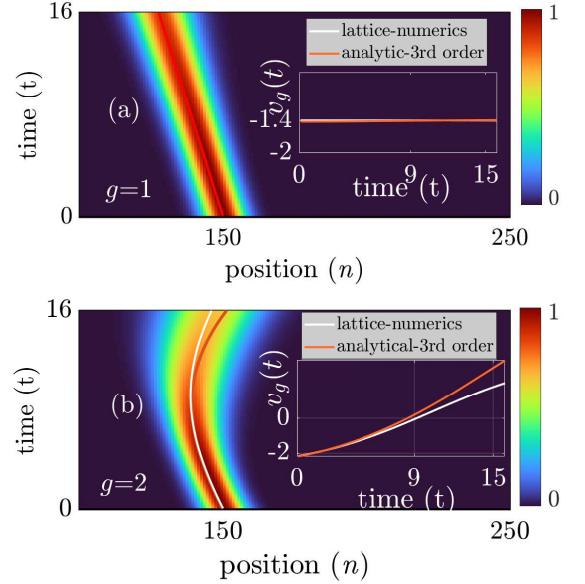 16
1
lattice-numerics
analytic-3rd order
v_g(t)
-1.4
-2
0
9
15
time (t)
(a)
g=1
time (t)
0
0
150
250
position (n)
16
1
lattice-numerics
analytical-3rd order
v_g(t)
0
-2
0
9
15
time (t)
(b)
g=2
time (t)
0
0
150
250
position (n)